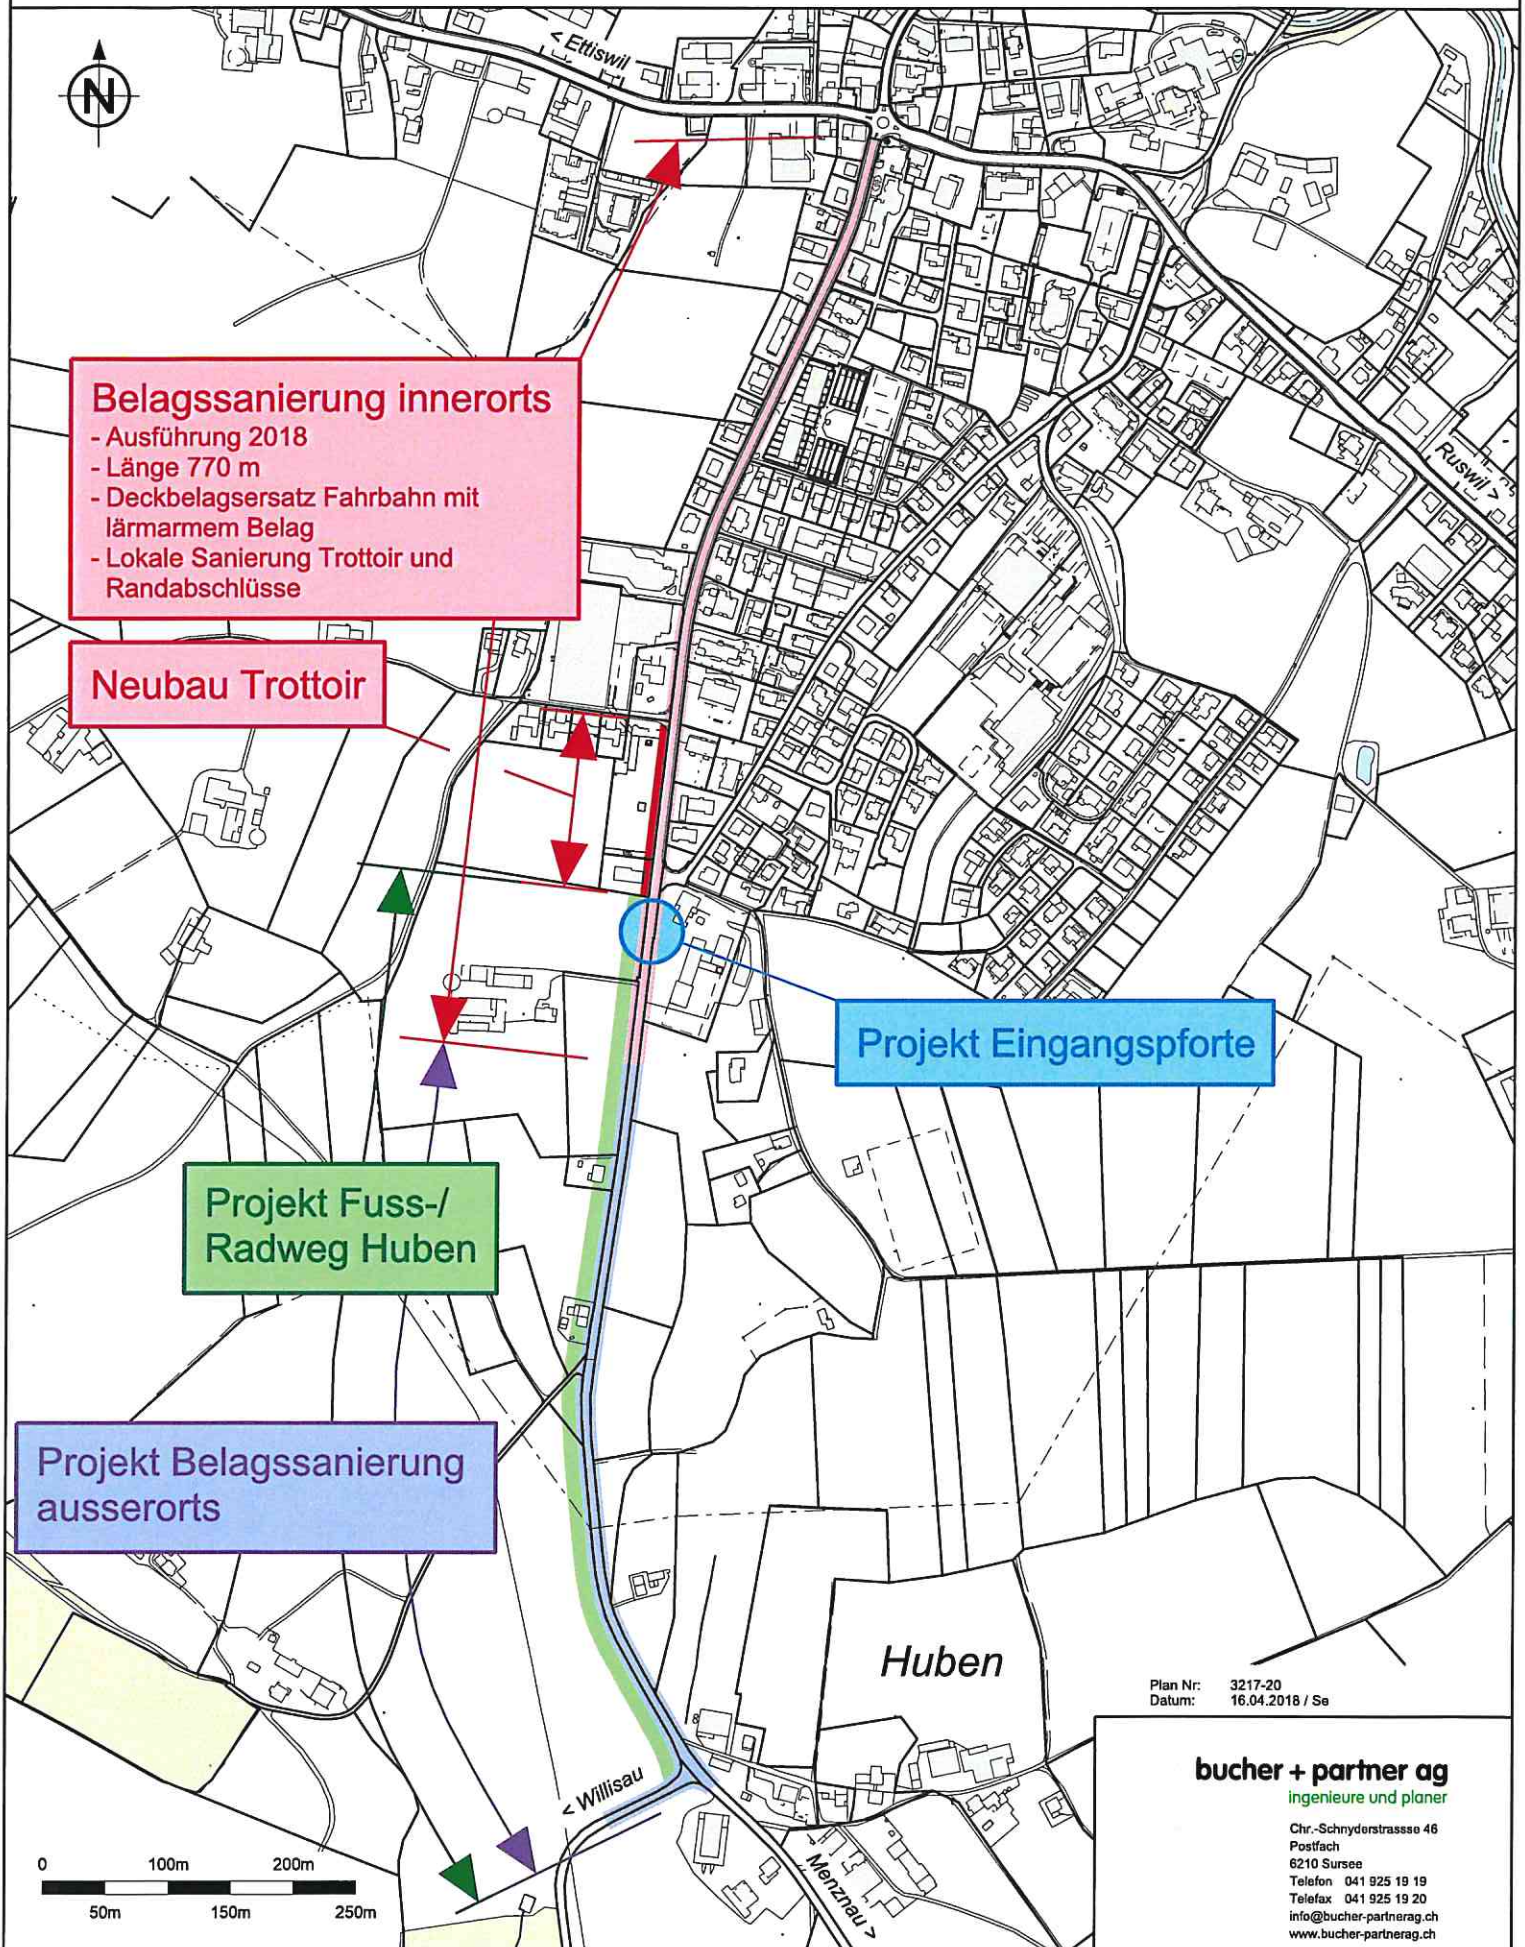 N
< Ettiswil
Belagssanierung innerorts
- Ausführung 2018
- Länge 770 m
- Deckbelagsersatz Fahrbahn mit
lärmarmem Belag
- Lokale Sanierung Trottoir und
Randabschlüsse
Ruswil >
Neubau Trottoir
Projekt Eingangspforte
Projekt Fuss-/
Radweg Huben
Projekt Belagssanierung
ausserorts
Huben
Plan Nr: 3217-20
Datum: 16.04.2018 / Se
< Willisau
Menznau >
0 100m 200m
50m 150m 250m
bucher + partner ag
ingenieure und planer
Chr.-Schnyderstrassse 46
Postfach
6210 Sursee
Telefon 041 925 19 19
Telefax 041 925 19 20
info@bucher-partnerag.ch
www.bucher-partnerag.ch